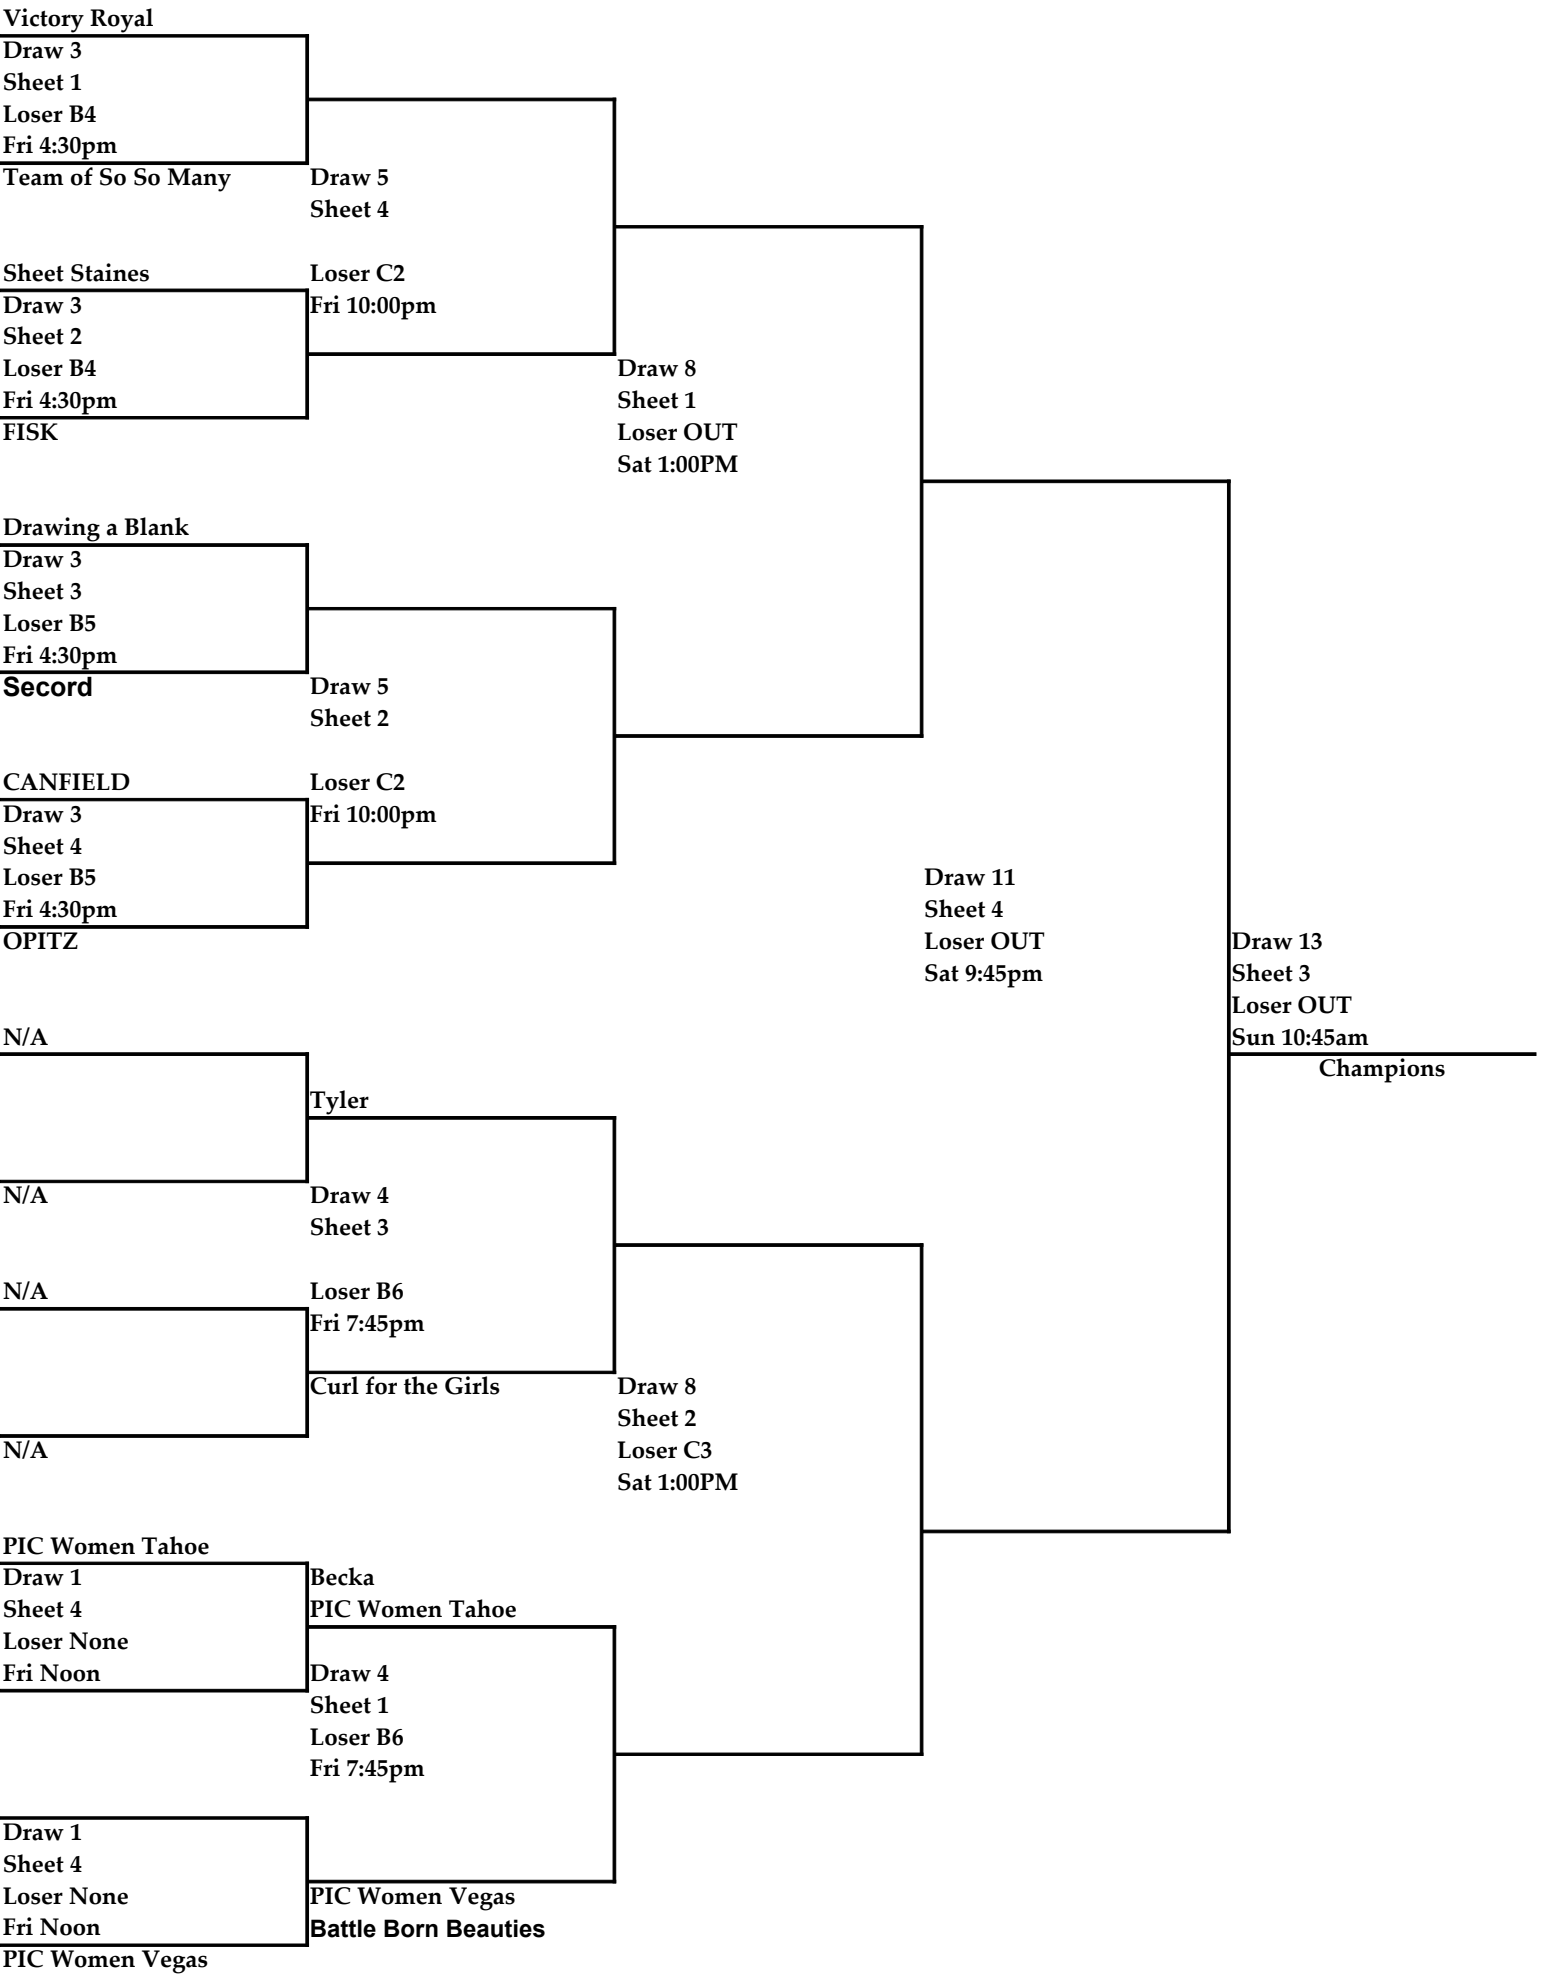 Victory Royal
Draw 3
Sheet 1
Loser B4
Fri 4:30pm
Team of So So Many
Draw 5
Sheet 4
Sheet Staines
Loser C2
Draw 3
Fri 10:00pm
Sheet 2
Loser B4
Draw 8
Fri 4:30pm
Sheet 1
FISK
Loser OUT
Sat 1:00PM
Drawing a Blank
Draw 3
Sheet 3
Loser B5
Fri 4:30pm
Secord
Draw 5
Sheet 2
CANFIELD
Loser C2
Draw 3
Fri 10:00pm
Sheet 4
Loser B5
Draw 11
Fri 4:30pm
Sheet 4
OPITZ
Loser OUT
Draw 13
Sat 9:45pm
Sheet 3
Loser OUT
N/A
Sun 10:45am
Champions
Tyler
N/A
Draw 4
Sheet 3
N/A
Loser B6
Fri 7:45pm
Curl for the Girls
Draw 8
Sheet 2
N/A
Loser C3
Sat 1:00PM
PIC Women Tahoe
Draw 1
Becka
Sheet 4
PIC Women Tahoe
Loser None
Fri Noon
Draw 4
Sheet 1
Loser B6
Fri 7:45pm
Draw 1
Sheet 4
Loser None
PIC Women Vegas
Fri Noon
Battle Born Beauties
PIC Women Vegas